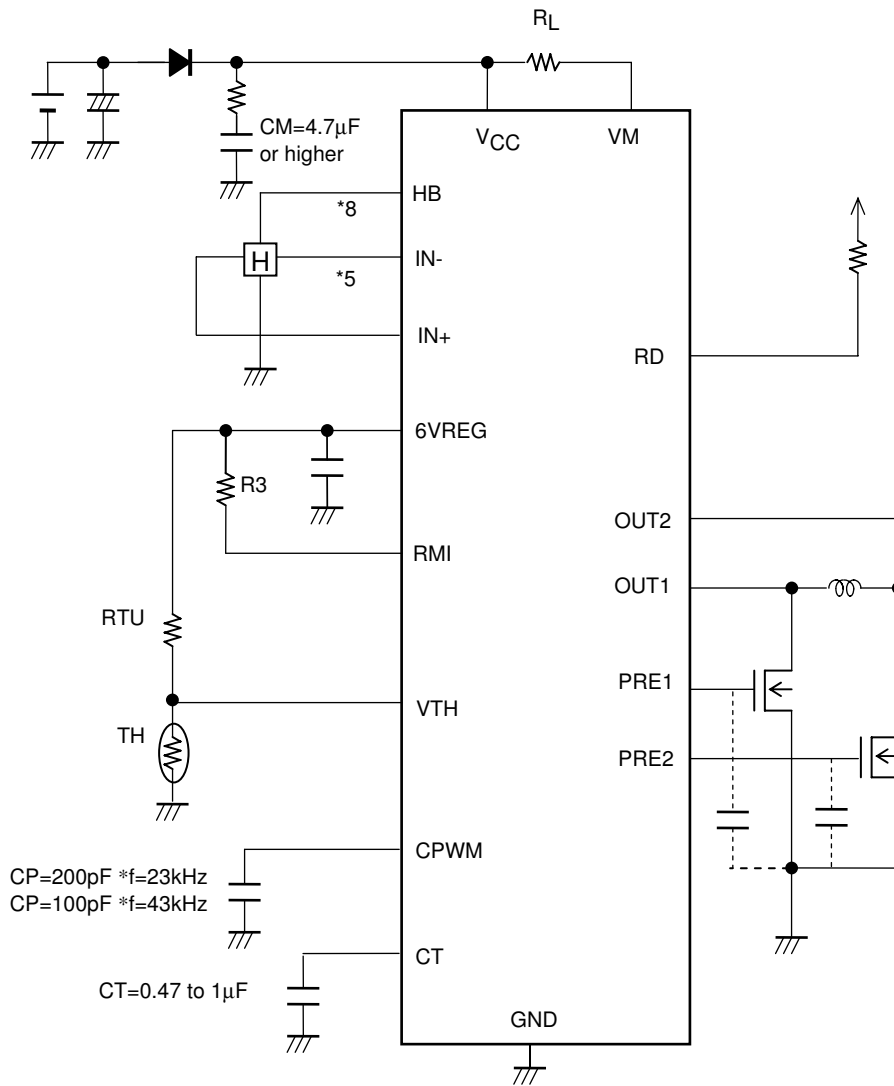 RL
CM=4.7µF
or higher
VCC
VM
HB
*8
H
IN-
*5
IN+
RD
6VREG
R3
OUT2
RMI
OUT1
RTU
PRE1
VTH
TH
PRE2
CPWM
CP=200pF *f=23kHz
CP=100pF *f=43kHz
CT
CT=0.47 to 1µF
GND